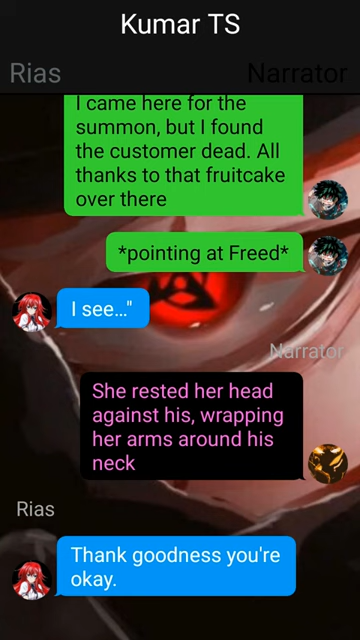 Kumar TS
Rias
Narrator
I came here for the
summon, but I found
the customer dead. All
thanks to that fruitcake
over there
*pointing at Freed*
I see..."
Narrator
She rested her head
against his, wrapping
her arms around his
neck
Rias
Thank goodness you're
okay.